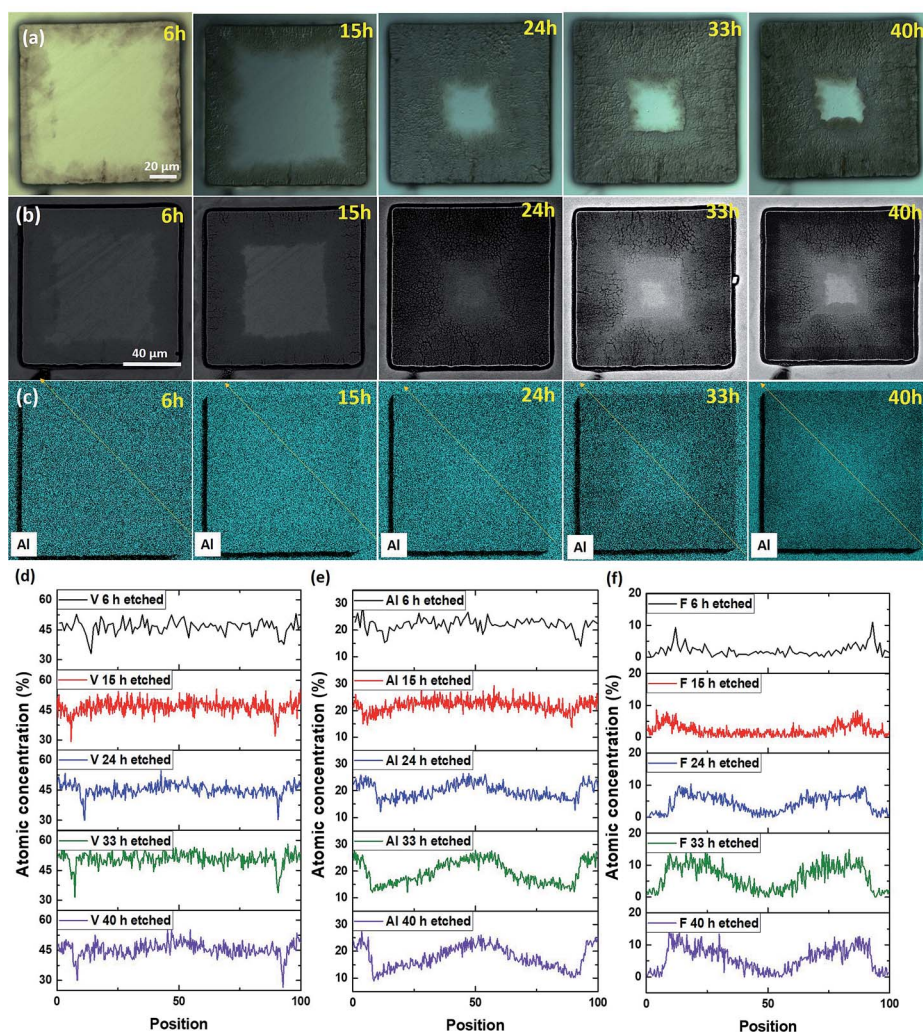 (a) 6h 15h 24h 33h 40h
20 μm
(b) 6h 15h 24h 33h 40h
40 μm
(c) 6h 15h 24h 33h 40h
Al Al Al Al Al
(d)
60
V 6 h etched
45
30
60
V 15 h etched
45
30
60
V 24 h etched
45
30
60
V 33 h etched
45
30
60
V 40 h etched
45
30
0 50 100
Atomic concentration (%)
Position
(e)
30
Al 6 h etched
20
10
30
Al 15 h etched
20
10
30
Al 24 h etched
20
10
30
Al 33 h etched
20
10
30
Al 40 h etched
20
10
0 50 100
Atomic concentration (%)
Position
(f)
20
F 6 h etched
10
0
20
F 15 h etched
10
0
20
F 24 h etched
10
0
20
F 33 h etched
10
0
20
F 40 h etched
10
0
0 50 100
Atomic concentration (%)
Position